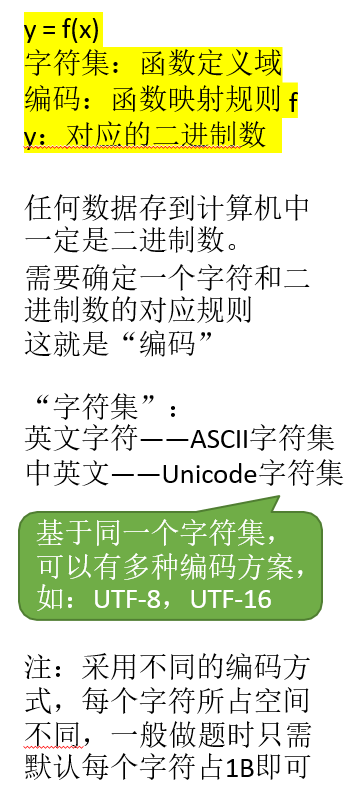 y = f(x)
字符集：函数定义域
编码：函数映射规则 f
y：对应的二进制数
任何数据存到计算机中
一定是二进制数。
需要确定一个字符和二
进制数的对应规则
这就是“编码”
“字符集”：
英文字符——ASCII字符集
中英文——Unicode字符集
基于同一个字符集，
可以有多种编码方案，
如：UTF-8，UTF-16
注：采用不同的编码方
式，每个字符所占空间
不同，一般做题时只需
默认每个字符占1B即可